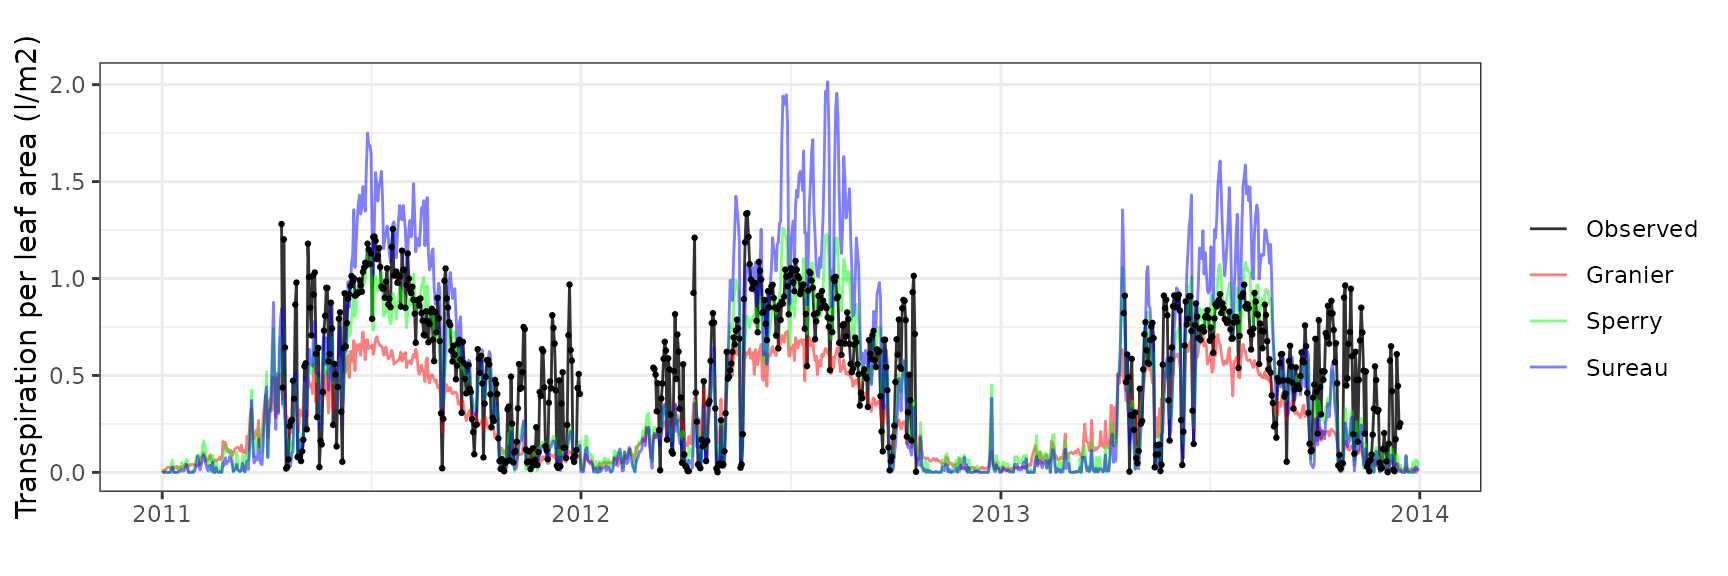 Transpiration per leaf area (l/m2)
2.0
1.5
1.0
0.5
0.0
2011
2012
2013
2014
Observed
Granier
Sperry
Sureau